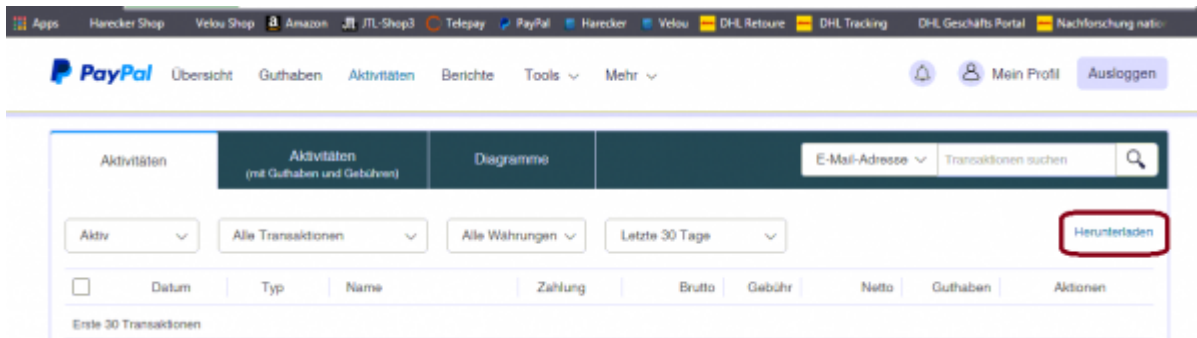 Apps Harecker Shop Velou Shop Amazon JTL-Shop3 Telepay PayPal Harecker Velou DHL Retoure DHL Tracking DHL Geschäfts Portal Nachforschung natio
PayPal Übersicht Guthaben Aktivitäten Berichte Tools Mehr Mein Profil Ausloggen
Aktivitäten Aktivitäten Diagramme E-Mail-Adresse Transaktionen suchen
(mit Guthaben und Gebühren)
Aktiv Alle Transaktionen Alle Währungen Letzte 30 Tage Herunterladen
Datum Typ Name Zahlung Brutto Gebühr Netto Guthaben Aktionen
Erste 30 Transaktionen